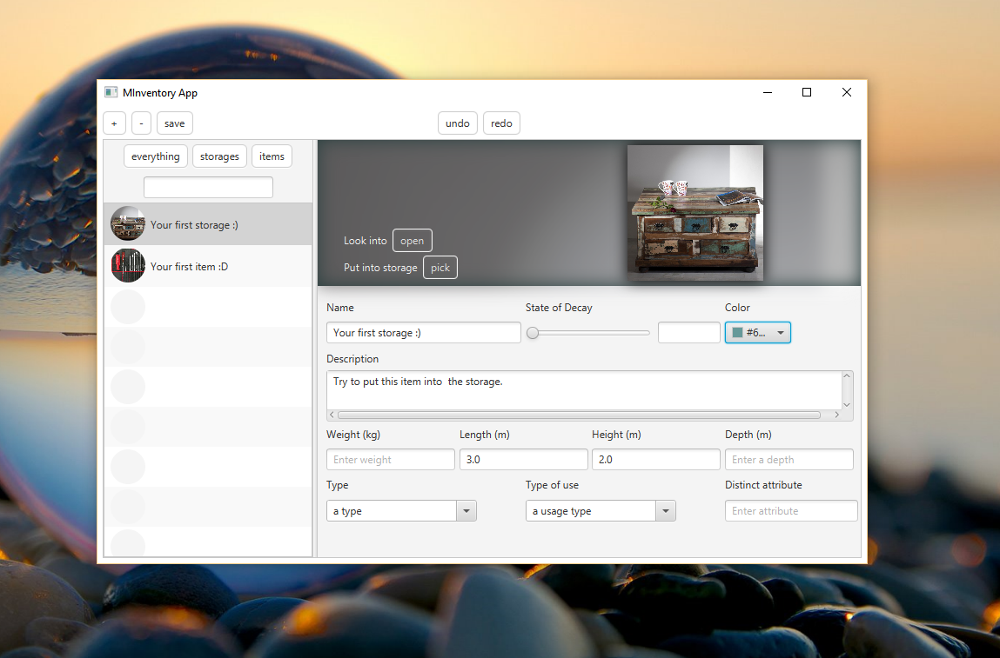 MInventory App
+ - save undo redo
everything storages items
Your first storage :)
Your first item :D
Look into open
Put into storage pick
Name State of Decay Color
Your first storage :) #6...
Description
Try to put this item into  the storage.
Weight (kg) Length (m) Height (m) Depth (m)
Enter weight 3.0 2.0 Enter a depth
Type Type of use Distinct attribute
a type a usage type Enter attribute